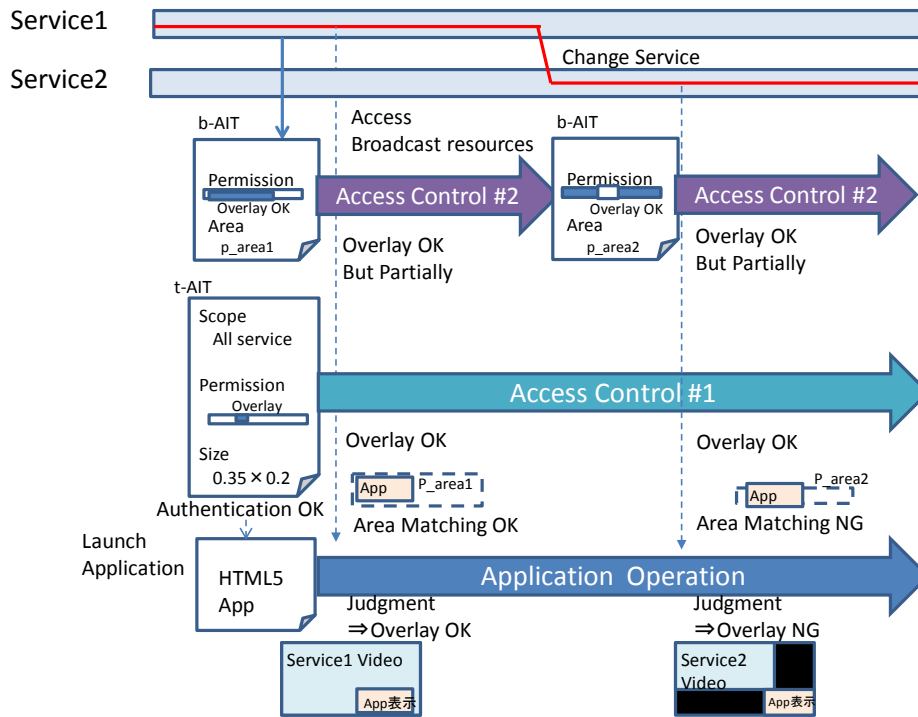 Service1
Change Service
Service2
b-AIT
Access
Broadcast resources
b-AIT
Permission
Overlay OK
Area
p_area1
Access Control #2
Permission
Overlay OK
Area
p_area2
Access Control #2
Overlay OK
But Partially
Overlay OK
But Partially
t-AIT
Scope
All service
Permission
Overlay
Size
0.35×0.2
Access Control #1
Overlay OK
Overlay OK
App
P_area1
App
P_area2
Authentication OK
Area Matching OK
Area Matching NG
Launch
Application
HTML5
App
Application Operation
Judgment
⇒Overlay OK
Judgment
⇒Overlay NG
Service1 Video
App表示
Service2
Video
App表示